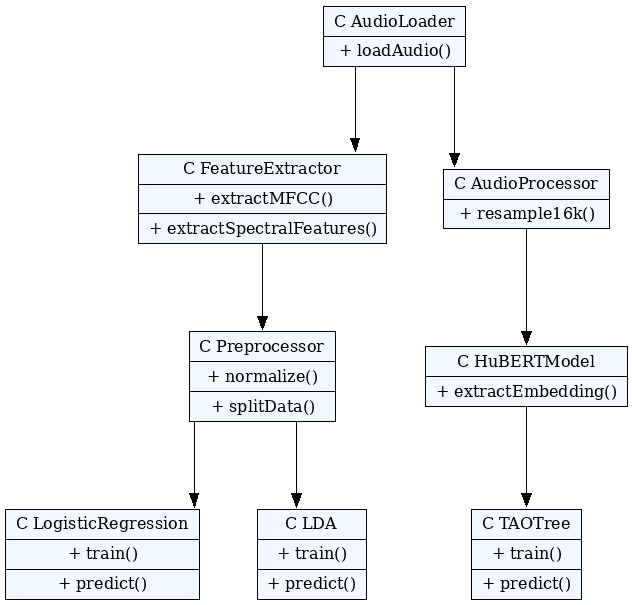 C AudioLoader
+ loadAudio()
C FeatureExtractor
+ extractMFCC()
+ extractSpectralFeatures()
C AudioProcessor
+ resample16k()
C Preprocessor
+ normalize()
+ splitData()
C HuBERTModel
+ extractEmbedding()
C LogisticRegression
+ train()
+ predict()
C LDA
+ train()
+ predict()
C TAOTree
+ train()
+ predict()